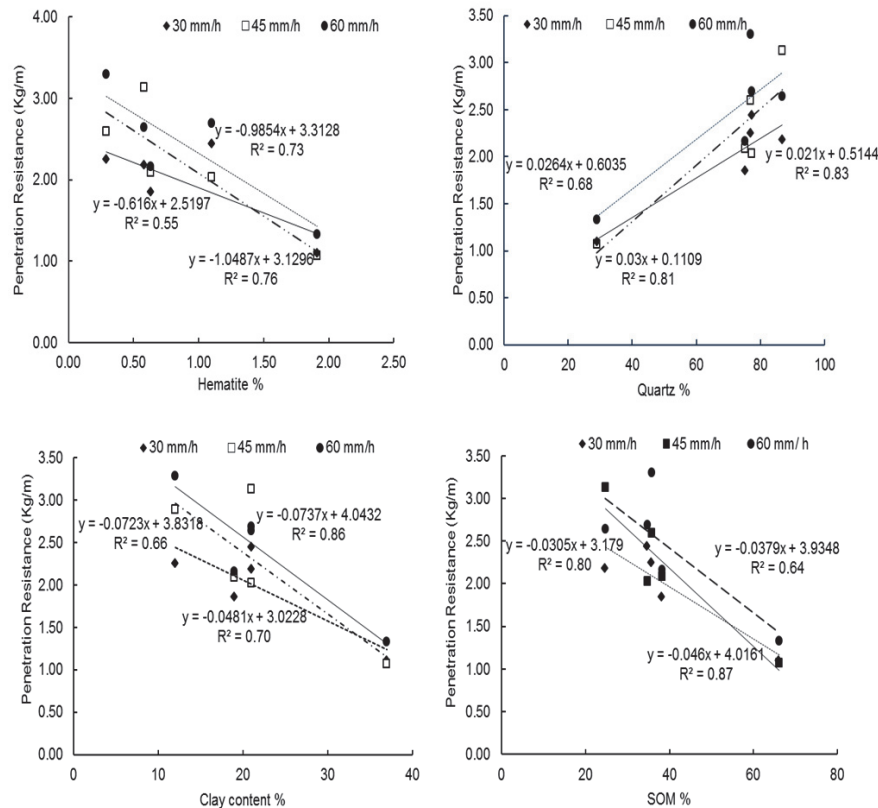 30 mm/h 45 mm/h 60 mm/h
4.00
3.00
2.00
1.00
0.00
Penetration Resistance (Kg/m)
y = -0.9854x + 3.3128
R² = 0.73
y = -0.616x + 2.5197
R² = 0.55
y = -1.0487x + 3.1296
R² = 0.76
0.00 0.50 1.00 1.50 2.00 2.50
Hematite %
30 mm/h 45 mm/h 60 mm/h
3.50
3.00
2.50
2.00
1.50
1.00
0.50
0.00
Penetration Resistance (Kg/m)
y = 0.0264x + 0.6035
R² = 0.68
y = 0.021x + 0.5144
R² = 0.83
y = 0.03x + 0.1109
R² = 0.81
0 20 40 60 80 100
Quartz %
30 mm/h 45 mm/h 60 mm/h
3.50
3.00
2.50
2.00
1.50
1.00
0.50
0.00
Penetration Resistance (Kg/m)
y = -0.0723x + 3.8318
R² = 0.66
y = -0.0737x + 4.0432
R² = 0.86
y = -0.0481x + 3.0228
R² = 0.70
0 10 20 30 40
Clay content %
30 mm/h 45 mm/h 60 mm/ h
3.50
3.00
2.50
2.00
1.50
1.00
0.50
0.00
Penetration Resistance (Kg/m)
y = -0.0305x + 3.179
R² = 0.80
y = -0.0379x + 3.9348
R² = 0.64
y = -0.046x + 4.0161
R² = 0.87
0 20 40 60 80
SOM %